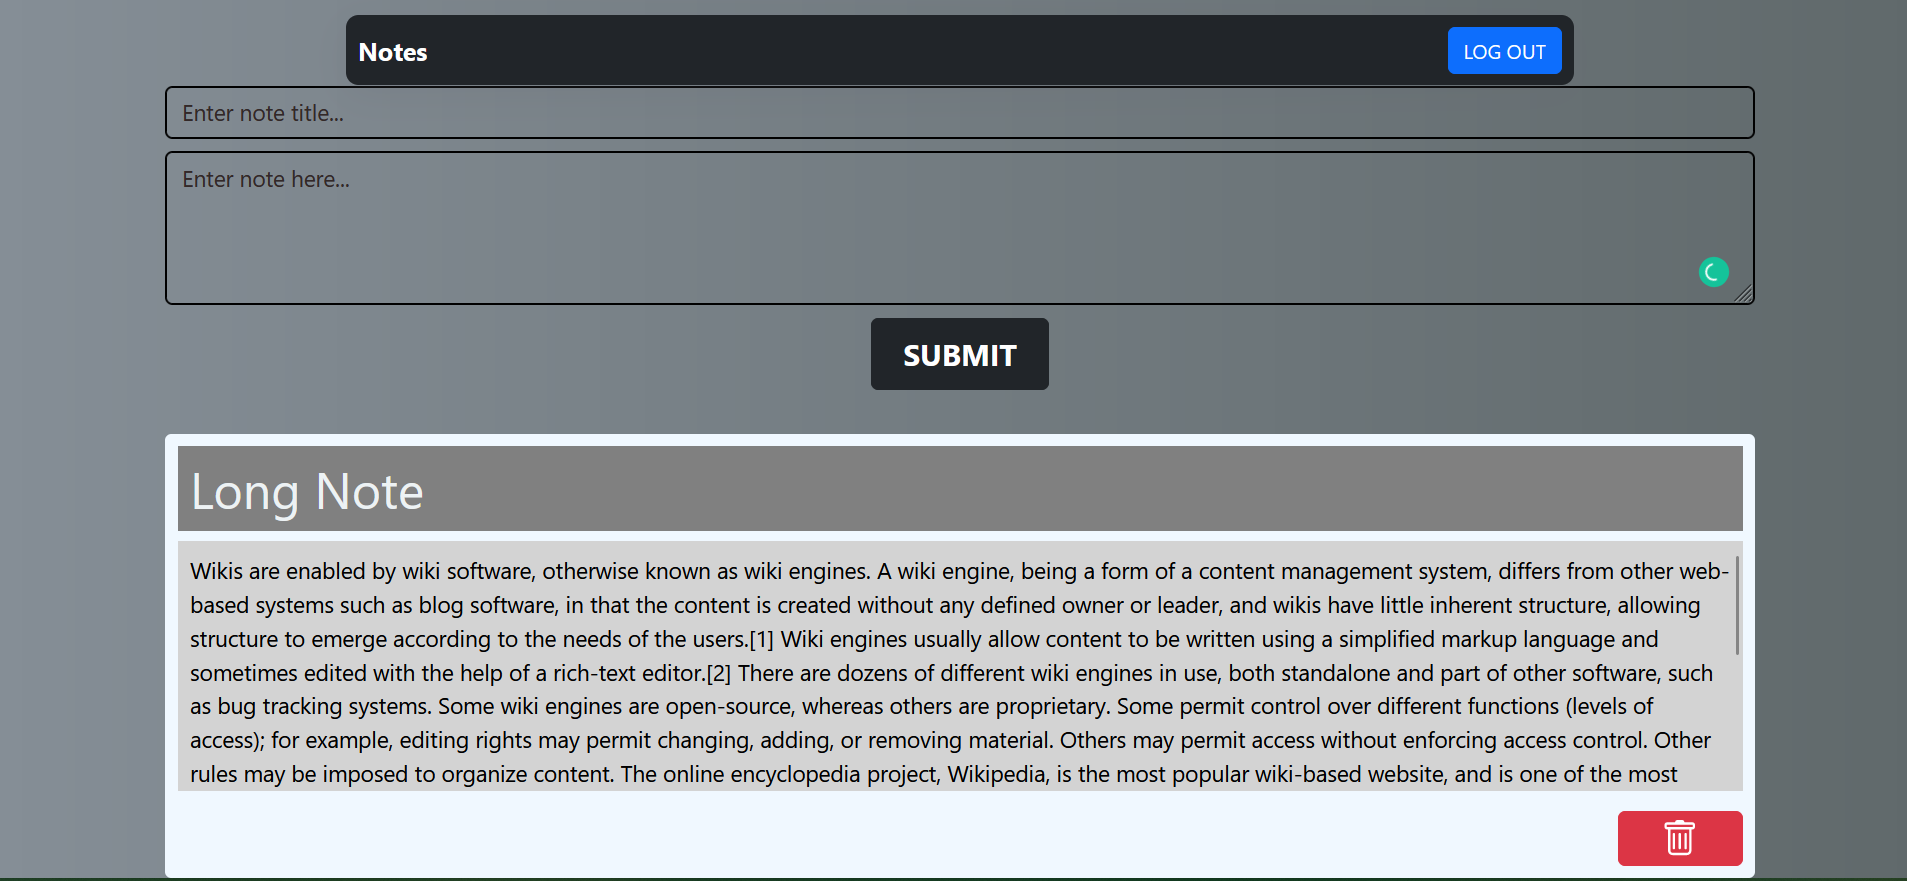 Notes
LOG OUT
Enter note title...
Enter note here...
SUBMIT
Long Note
Wikis are enabled by wiki software, otherwise known as wiki engines. A wiki engine, being a form of a content management system, differs from other web-
based systems such as blog software, in that the content is created without any defined owner or leader, and wikis have little inherent structure, allowing
structure to emerge according to the needs of the users.[1] Wiki engines usually allow content to be written using a simplified markup language and
sometimes edited with the help of a rich-text editor.[2] There are dozens of different wiki engines in use, both standalone and part of other software, such
as bug tracking systems. Some wiki engines are open-source, whereas others are proprietary. Some permit control over different functions (levels of
access); for example, editing rights may permit changing, adding, or removing material. Others may permit access without enforcing access control. Other
rules may be imposed to organize content. The online encyclopedia project, Wikipedia, is the most popular wiki-based website, and is one of the most